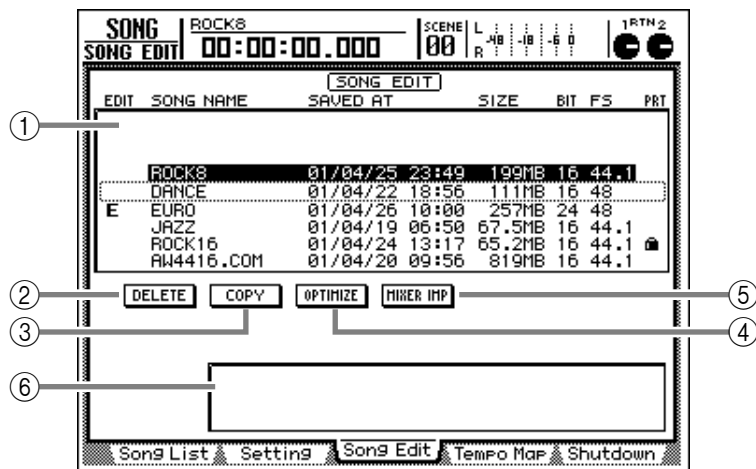 SONG
SONG EDIT
ROCK8
00:00:00.000
SCENE
00
L
R
-48 -18 -6 0
1RTN2
SONG EDIT
EDIT SONG NAME SAVED AT SIZE BIT FS PRT
ROCK8 01/04/25 23:49 199MB 16 44.1
DANCE 01/04/22 18:56 111MB 16 48
E EURO 01/04/26 10:00 257MB 24 48
JAZZ 01/04/19 06:50 67.5MB 16 44.1
ROCK16 01/04/24 13:17 65.2MB 16 44.1
AW4416.COM 01/04/20 09:56 819MB 16 44.1
DELETE COPY OPTIMIZE MIXER IMP
Song List Setting Song Edit Tempo Map Shutdown
1
2
3
4
5
6